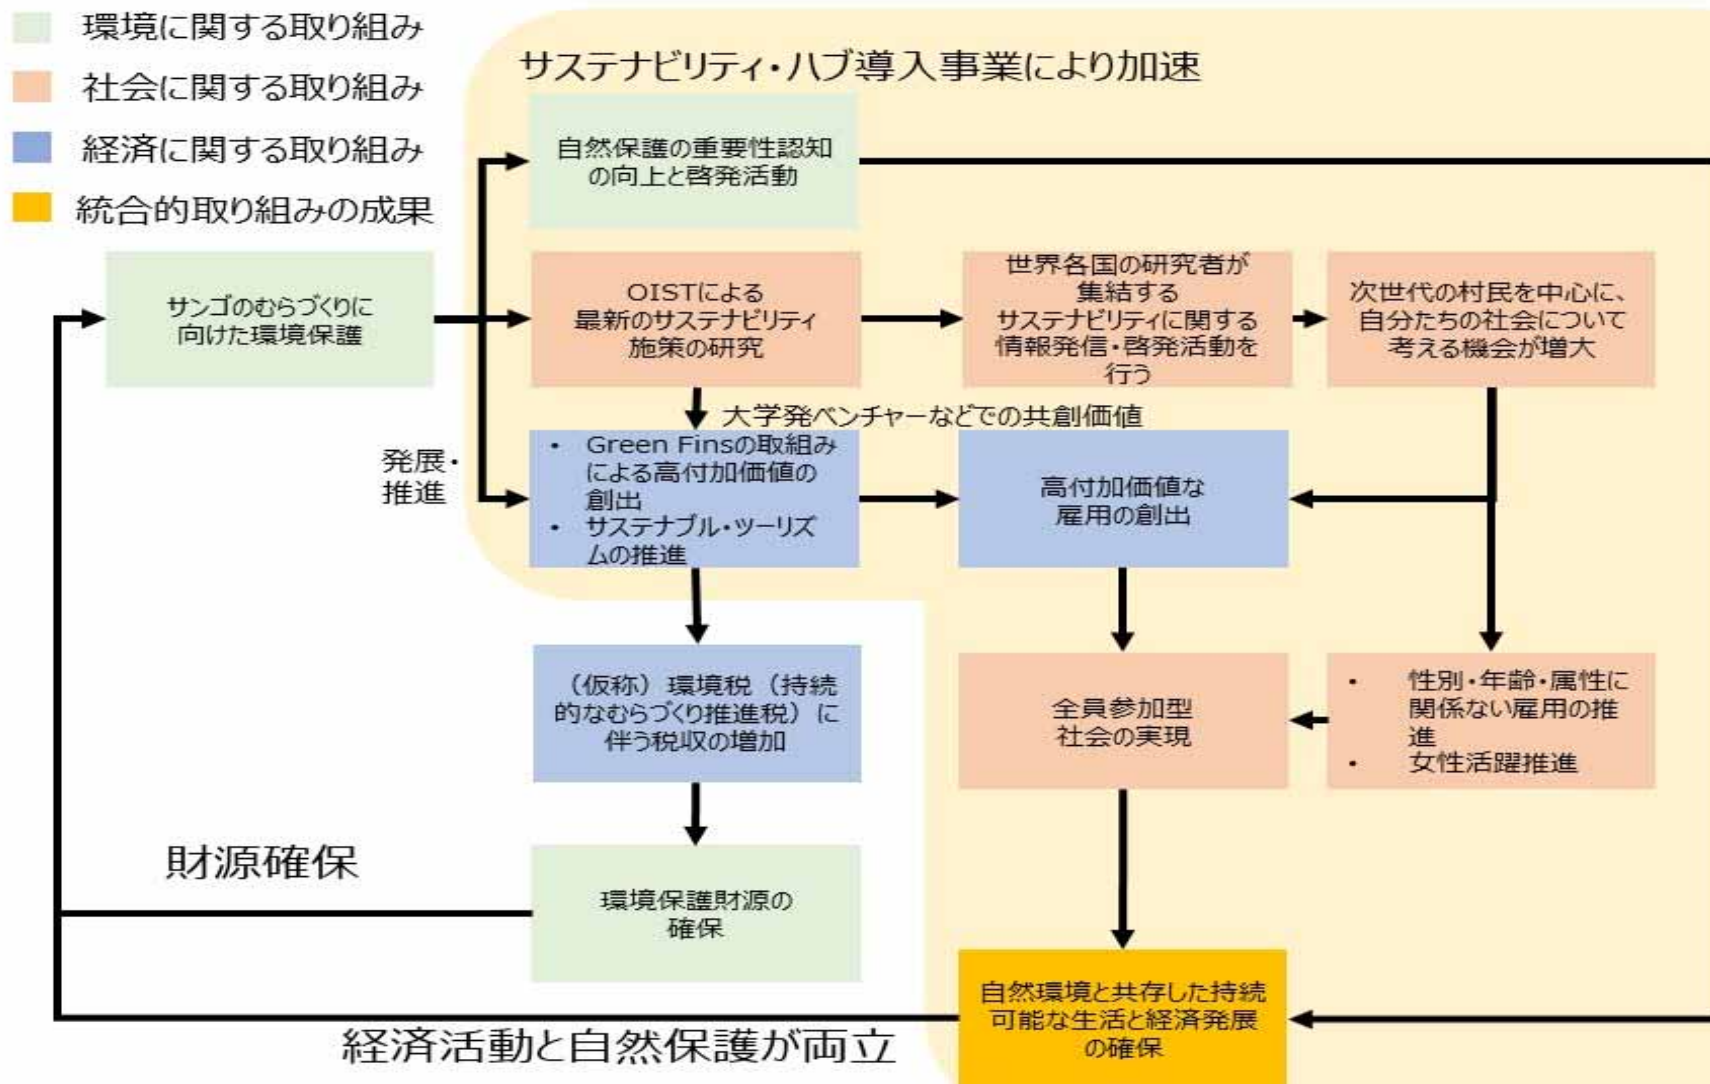 環境に関する取り組み
社会に関する取り組み
経済に関する取り組み
統合的取り組みの成果
サステナビリティ・ハブ導入事業により加速
自然保護の重要性認知
の向上と啓発活動
サンゴのむらづくりに
向けた環境保護
OISTによる
最新のサステナビリティ
施策の研究
世界各国の研究者が
集結する
サステナビリティに関する
情報発信・啓発活動を
行う
次世代の村民を中心に、
自分たちの社会について
考える機会が増大
大学発ベンチャーなどでの共創価値
発展・
推進
• Green Finsの取組み
による高付加価値の
創出
• サステナブル・ツーリズ
ムの推進
高付加価値な
雇用の創出
（仮称）環境税（持続
的なむらづくり推進税）に
伴う税収の増加
全員参加型
社会の実現
• 性別・年齢・属性に
関係ない雇用の推
進
• 女性活躍推進
財源確保
環境保護財源の
確保
自然環境と共存した持続
可能な生活と経済発展
の確保
経済活動と自然保護が両立